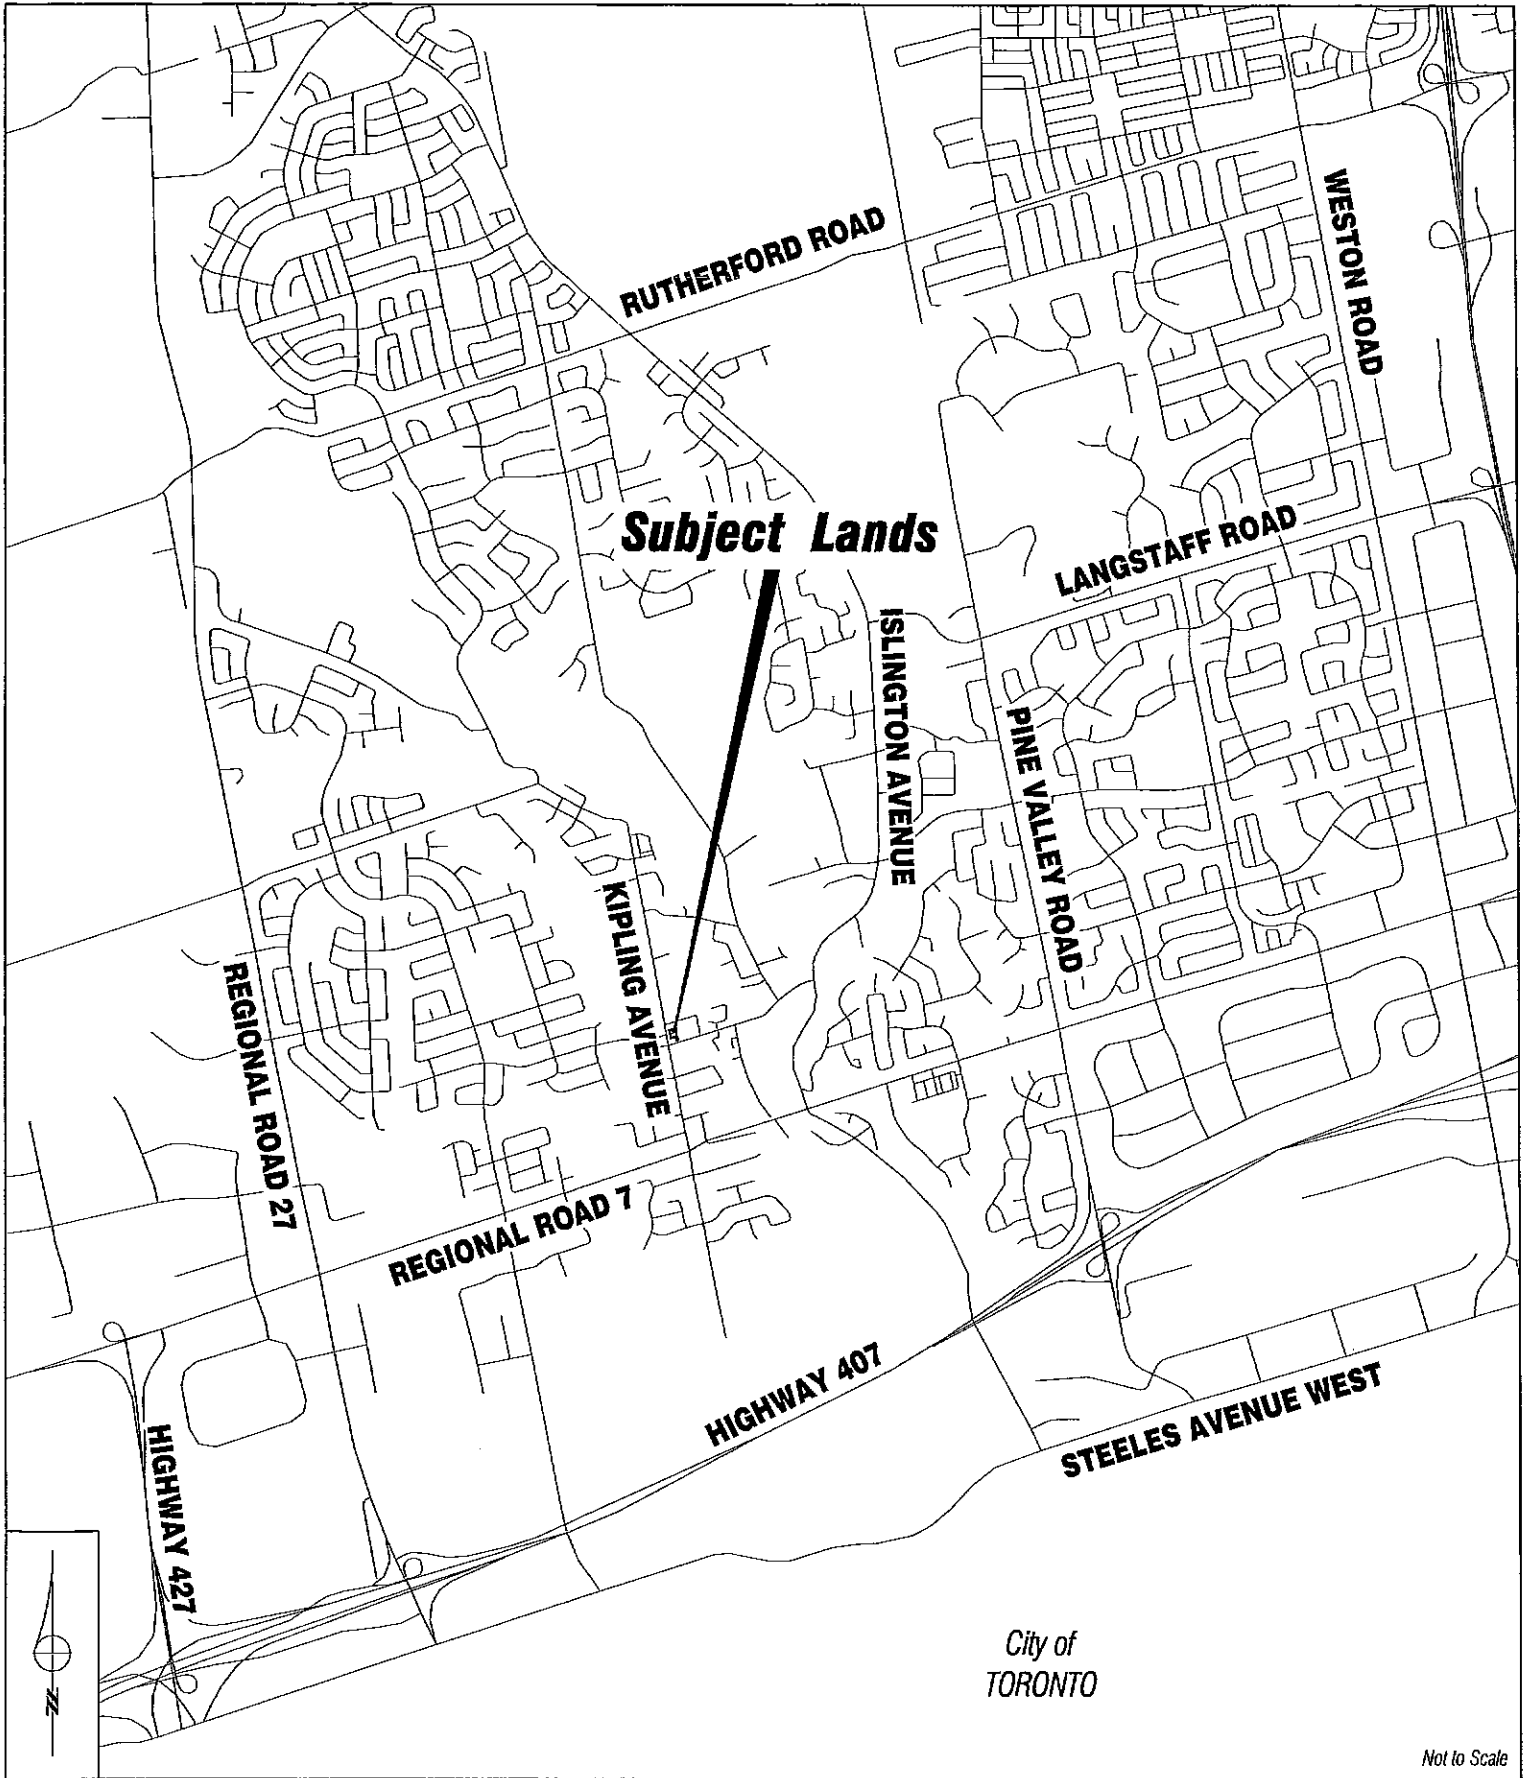 RUTHERFORD ROAD
WESTON ROAD
Subject Lands
LANGSTAFF ROAD
ISLINGTON AVENUE
PINE VALLEY ROAD
KIPLING AVENUE
REGIONAL ROAD 27
REGIONAL ROAD 7
HIGHWAY 407
STEELES AVENUE WEST
HIGHWAY 427
City of
TORONTO
N
Not to Scale